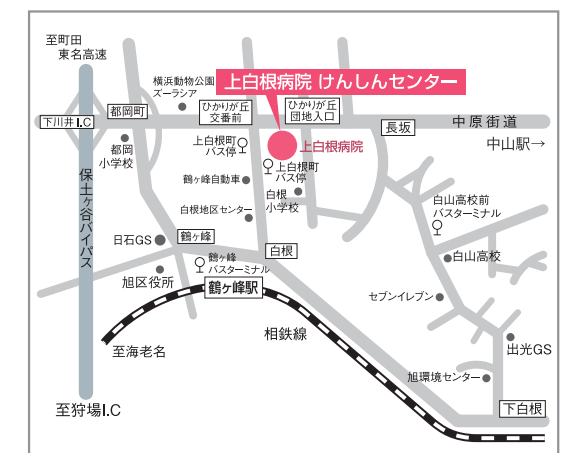 至町田
東名高速
横浜動物公園
ズーラシア
上白根病院 けんしんセンター
都岡町
ひかりが丘
交番前
ひかりが丘
団地入口
下川井I.C
長坂
中原街道
中山駅→
都岡
小学校
上白根町
バス停
上白根病院
上白根町
バス停
鶴ヶ峰自動車
白根
小学校
保土ヶ谷バイパス
白根地区センター
白山高校前
バスターミナル
日石GS
鶴ヶ峰
白根
白山高校
鶴ヶ峰
バスターミナル
旭区役所
鶴ヶ峰駅
セブンイレブン
相鉄線
至海老名
出光GS
旭環境センター
至狩場I.C
下白根